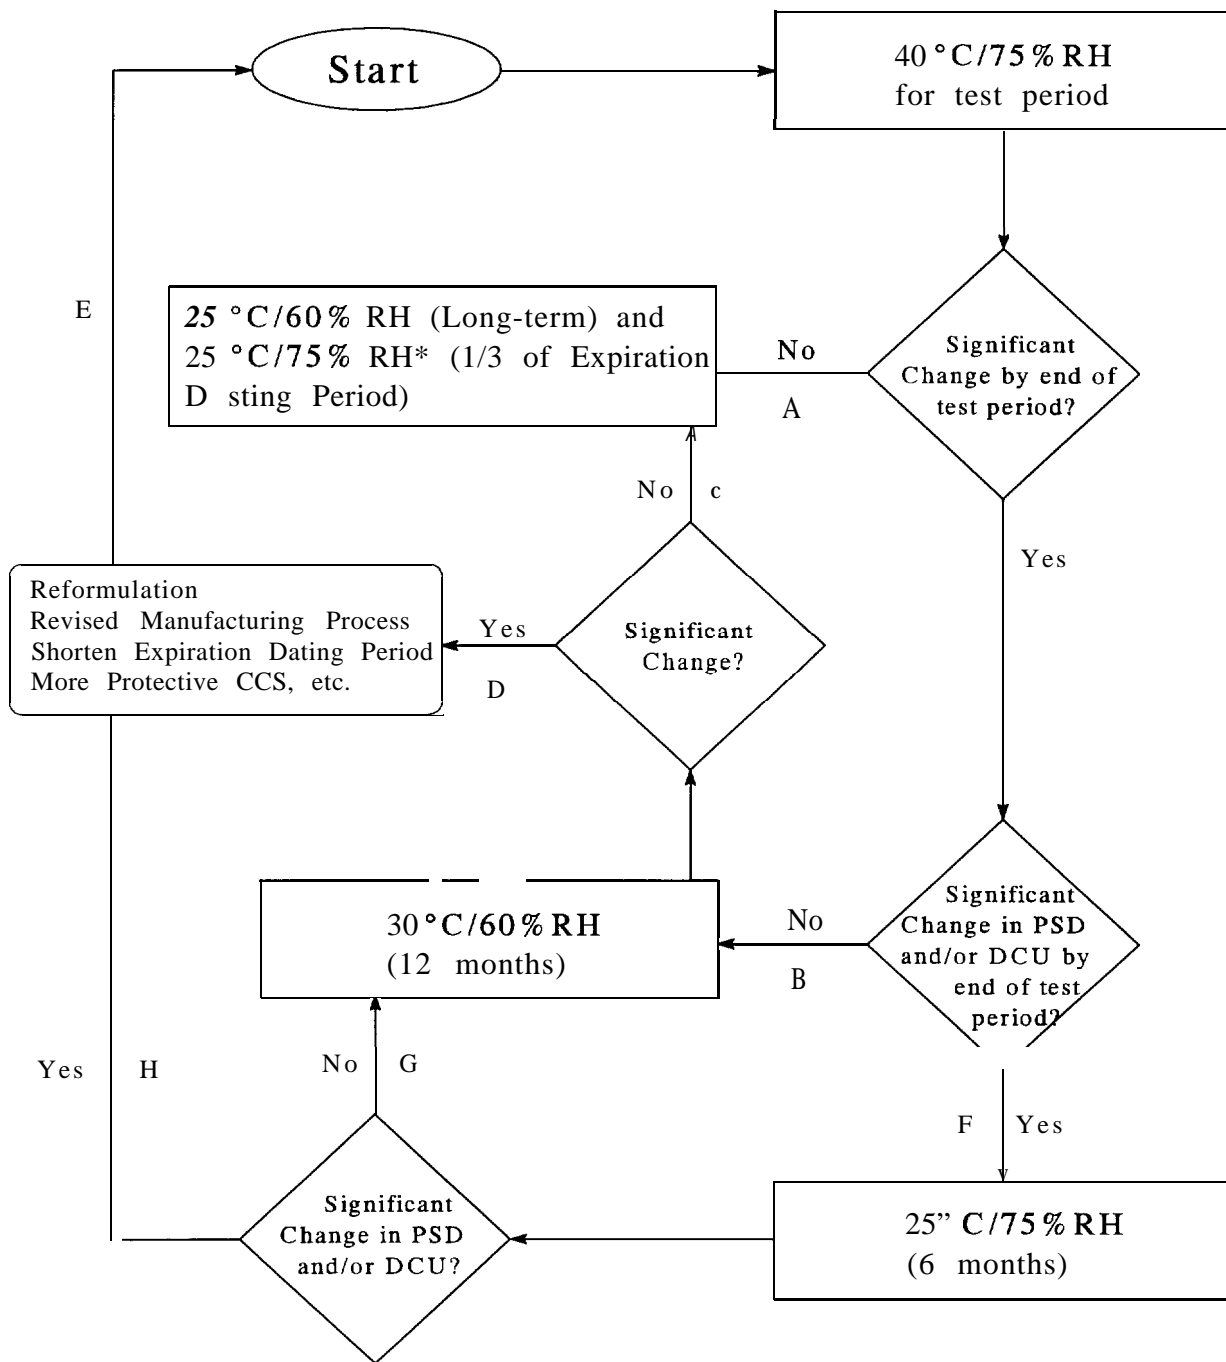 Start
40 °C/75% RH
for test period
E
25 °C/60% RH (Long-term) and
25 °C/75% RH* (1/3 of Expiration
D sting Period)
No
A
Significant
Change by end of
test period?
No c
Yes
Reformulation
Revised Manufacturing Process
Shorten Expiration Dating Period
More Protective CCS, etc.
Yes
D
Significant
Change?
30 °C/60% RH
(12 months)
No
B
Significant
Change in PSD
and/or DCU by
end of test
period?
Yes H
No G
F Yes
Significant
Change in PSD
and/or DCU?
25” C/75% RH
(6 months)